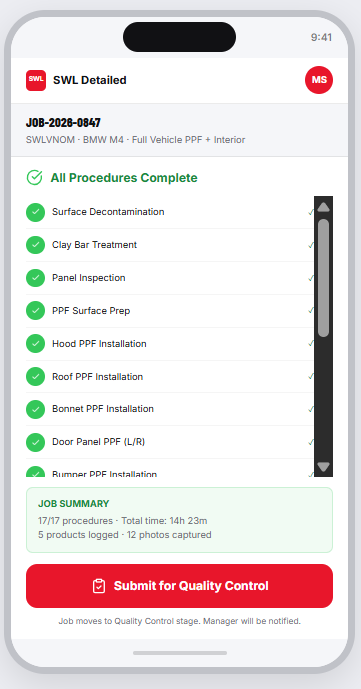 9:41
SWL
SWL Detailed
MS
JOB-2026-0847
SWLVNOM · BMW M4 · Full Vehicle PPF + Interior
All Procedures Complete
Surface Decontamination
Clay Bar Treatment
Panel Inspection
PPF Surface Prep
Hood PPF Installation
Roof PPF Installation
Bonnet PPF Installation
Door Panel PPF (L/R)
Bumper PPF Installation
JOB SUMMARY
17/17 procedures · Total time: 14h 23m
5 products logged · 12 photos captured
Submit for Quality Control
Job moves to Quality Control stage. Manager will be notified.